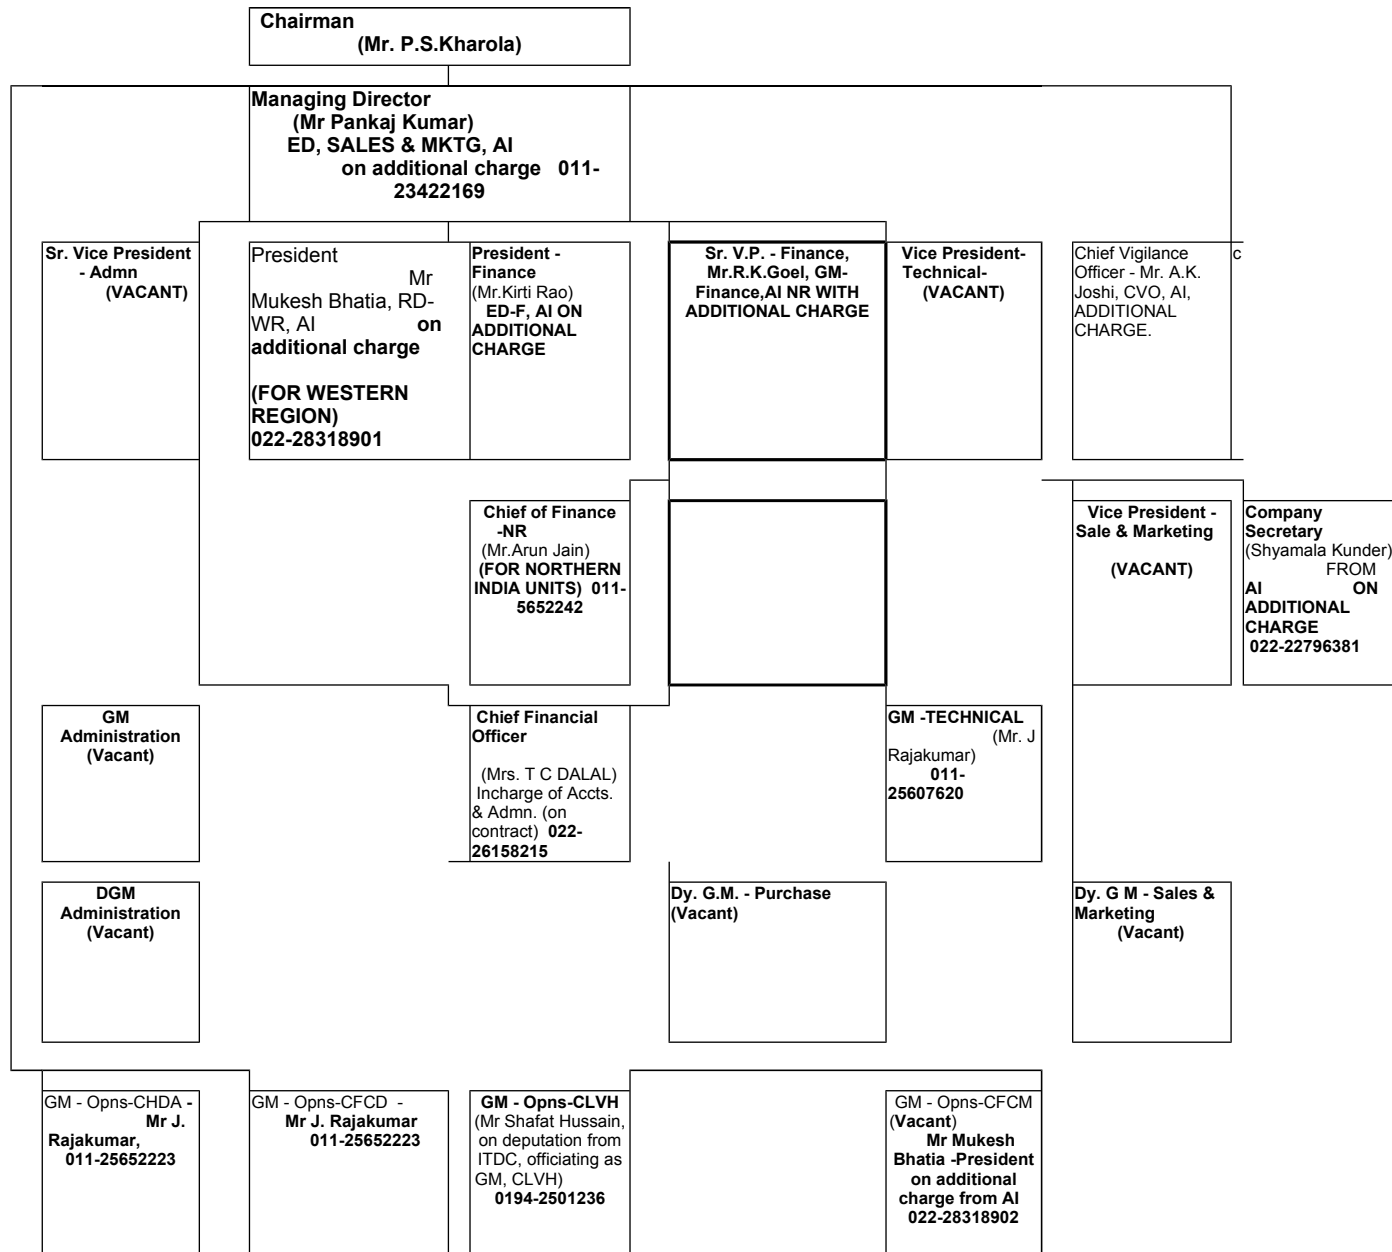 Chairman
(Mr. P.S.Kharola)
Managing Director
(Mr Pankaj Kumar)
ED, SALES & MKTG, AI
on additional charge 011-
23422169
Sr. Vice President
- Admn
(VACANT)
President
Mr
Mukesh Bhatia, RD-
WR, AI on
additional charge
(FOR WESTERN
REGION)
022-28318901
President -
Finance
(Mr.Kirti Rao)
ED-F, AI ON
ADDITIONAL
CHARGE
Sr. V.P. - Finance,
Mr.R.K.Goel, GM-
Finance,AI NR WITH
ADDITIONAL CHARGE
Vice President-
Technical-
(VACANT)
Chief Vigilance
Officer - Mr. A.K.
Joshi, CVO, AI,
ADDITIONAL
CHARGE.
c
Chief of Finance
-NR
(Mr.Arun Jain)
(FOR NORTHERN
INDIA UNITS) 011-
5652242
Vice President -
Sale & Marketing
(VACANT)
Company
Secretary
(Shyamala Kunder)
FROM
AI ON
ADDITIONAL
CHARGE
022-22796381
GM
Administration
(Vacant)
Chief Financial
Officer
(Mrs. T C DALAL)
Incharge of Accts.
& Admn. (on
contract) 022-
26158215
GM -TECHNICAL
(Mr. J
Rajakumar)
011-
25607620
DGM
Administration
(Vacant)
Dy. G.M. - Purchase
(Vacant)
Dy. G M - Sales &
Marketing
(Vacant)
GM - Opns-CHDA -
Mr J.
Rajakumar,
011-25652223
GM - Opns-CFCD -
Mr J. Rajakumar
011-25652223
GM - Opns-CLVH
(Mr Shafat Hussain,
on deputation from
ITDC, officiating as
GM, CLVH)
0194-2501236
GM - Opns-CFCM
(Vacant)
Mr Mukesh
Bhatia -President
on additional
charge from AI
022-28318902